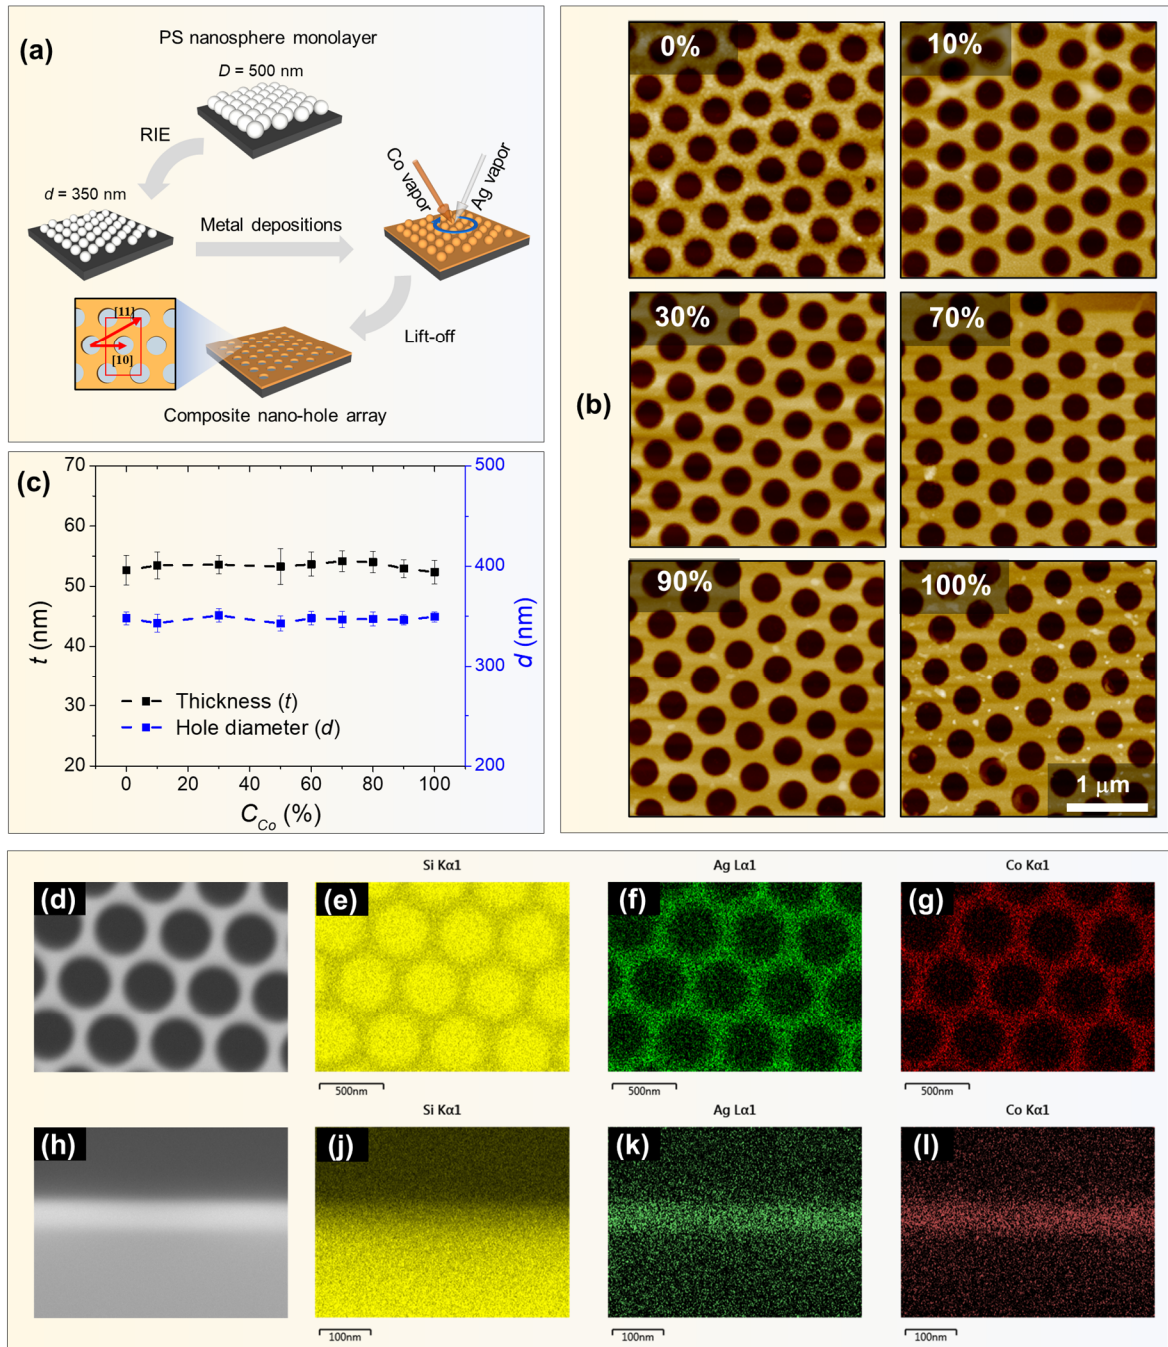 (a)
PS nanosphere monolayer
D = 500 nm
RIE
d = 350 nm
Co vapor
Ag vapor
Metal depositions
[11]
[10]
Lift-off
Composite nano-hole array
(b)
0%
10%
30%
70%
90%
100%
1 μm
(c)
70
60
50
40
30
20
t (nm)
500
400
300
200
d (nm)
Thickness (t)
Hole diameter (d)
0 20 40 60 80 100
C_Co (%)
Si Kα1
Ag Lα1
Co Kα1
(d)
(e)
(f)
(g)
500nm
500nm
500nm
Si Kα1
Ag Lα1
Co Kα1
(h)
(j)
(k)
(l)
100nm
100nm
100nm